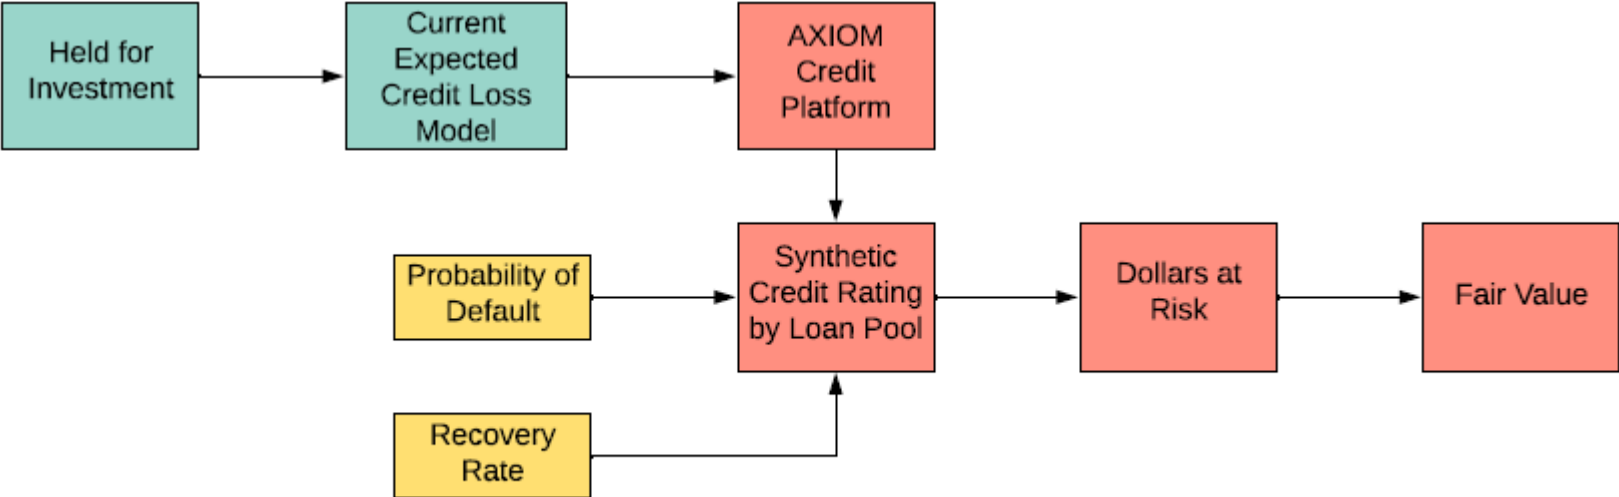 Held for
Investment
Current
Expected
Credit Loss
Model
AXIOM
Credit
Platform
Probability of
Default
Synthetic
Credit Rating
by Loan Pool
Dollars at
Risk
Fair Value
Recovery
Rate